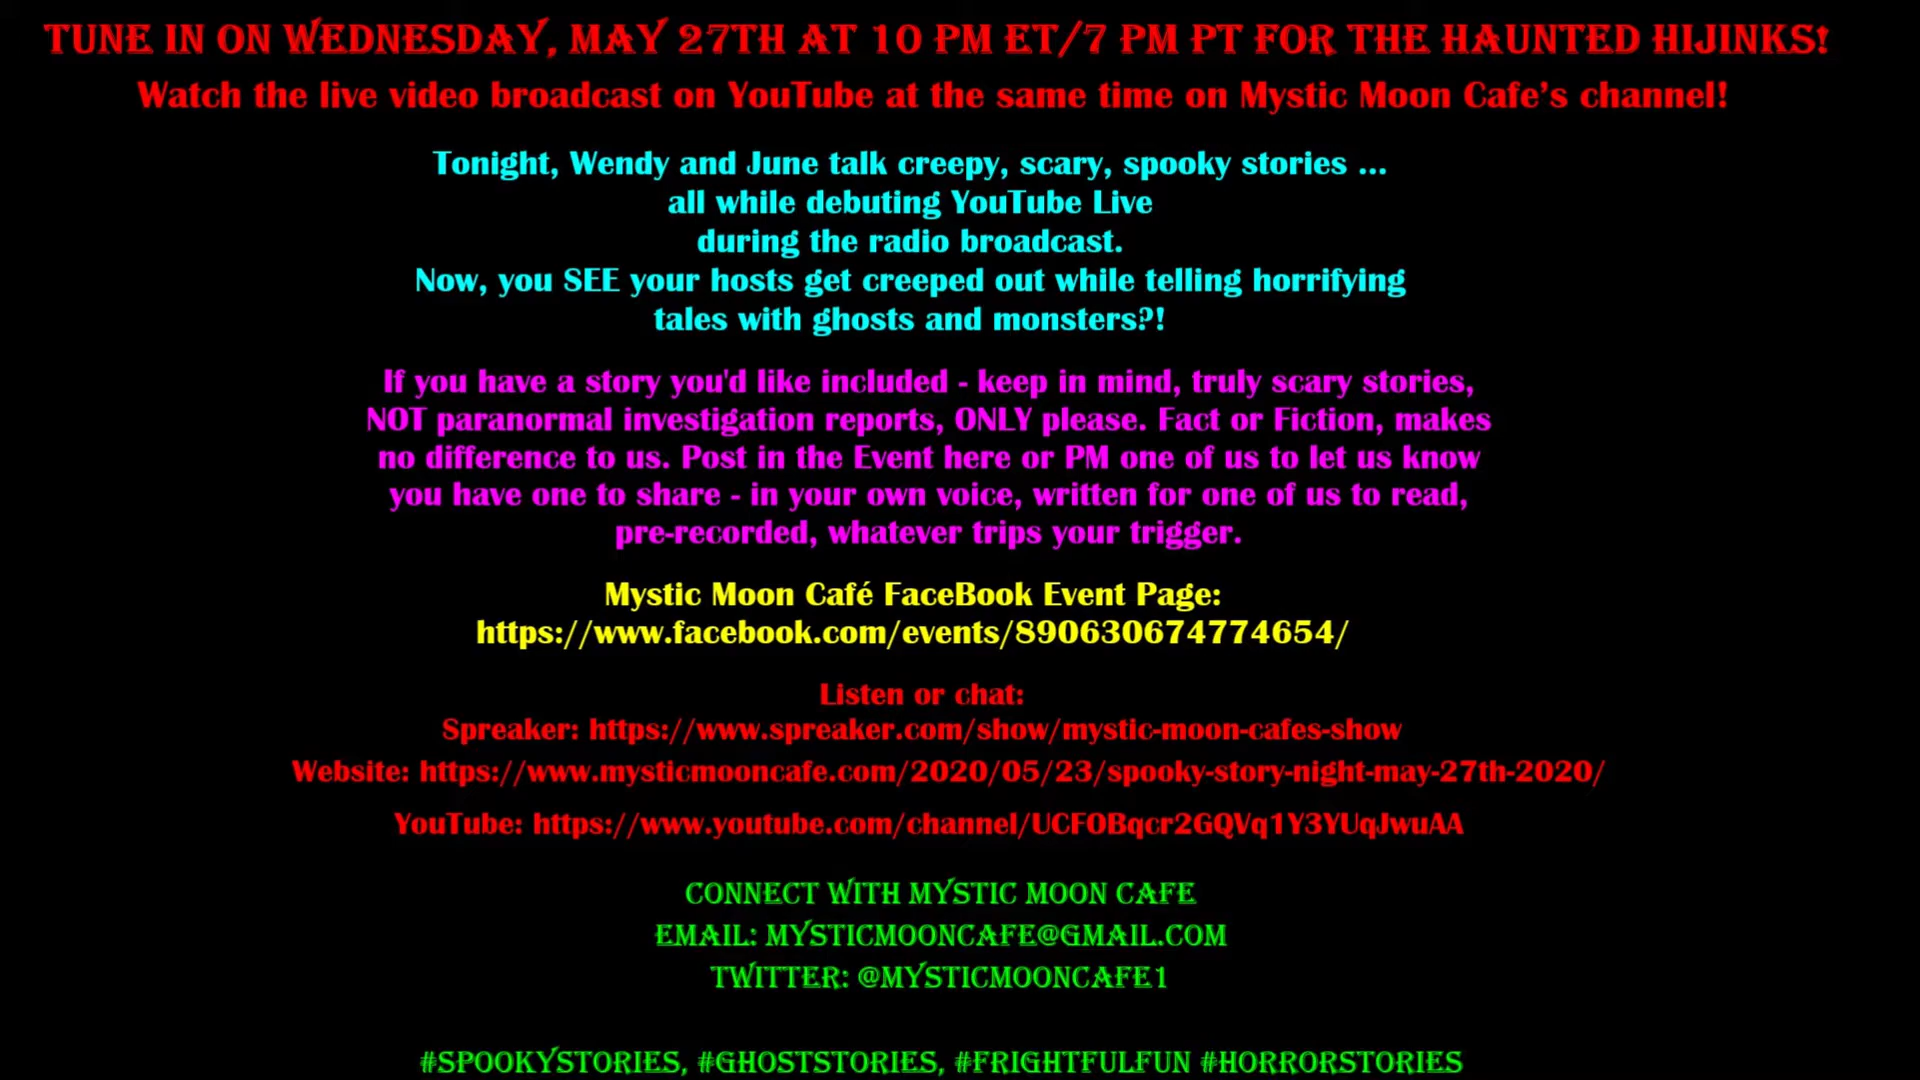 TUNE IN ON WEDNESDAY, MAY 27TH AT 10 PM ET/7 PM PT FOR THE HAUNTED HIJINKS!
Watch the live video broadcast on YouTube at the same time on Mystic Moon Cafe’s channel!
Tonight, Wendy and June talk creepy, scary, spooky stories ...
all while debuting YouTube Live
during the radio broadcast.
Now, you SEE your hosts get creeped out while telling horrifying
tales with ghosts and monsters?!
If you have a story you'd like included - keep in mind, truly scary stories,
NOT paranormal investigation reports, ONLY please. Fact or Fiction, makes
no difference to us. Post in the Event here or PM one of us to let us know
you have one to share - in your own voice, written for one of us to read,
pre-recorded, whatever trips your trigger.
Mystic Moon Café FaceBook Event Page:
https://www.facebook.com/events/890630674774654/
Listen or chat:
Spreaker: https://www.spreaker.com/show/mystic-moon-cafes-show
Website: https://www.mysticmooncafe.com/2020/05/23/spooky-story-night-may-27th-2020/
YouTube: https://www.youtube.com/channel/UCFOBqcr2GQVq1Y3YUqJwuAA
CONNECT WITH MYSTIC MOON CAFE
EMAIL: MYSTICMOONCAFE@GMAIL.COM
TWITTER: @MYSTICMOONCAFE1
#SPOOKYSTORIES, #GHOSTSTORIES, #FRIGHTFULFUN #HORRORSTORIES